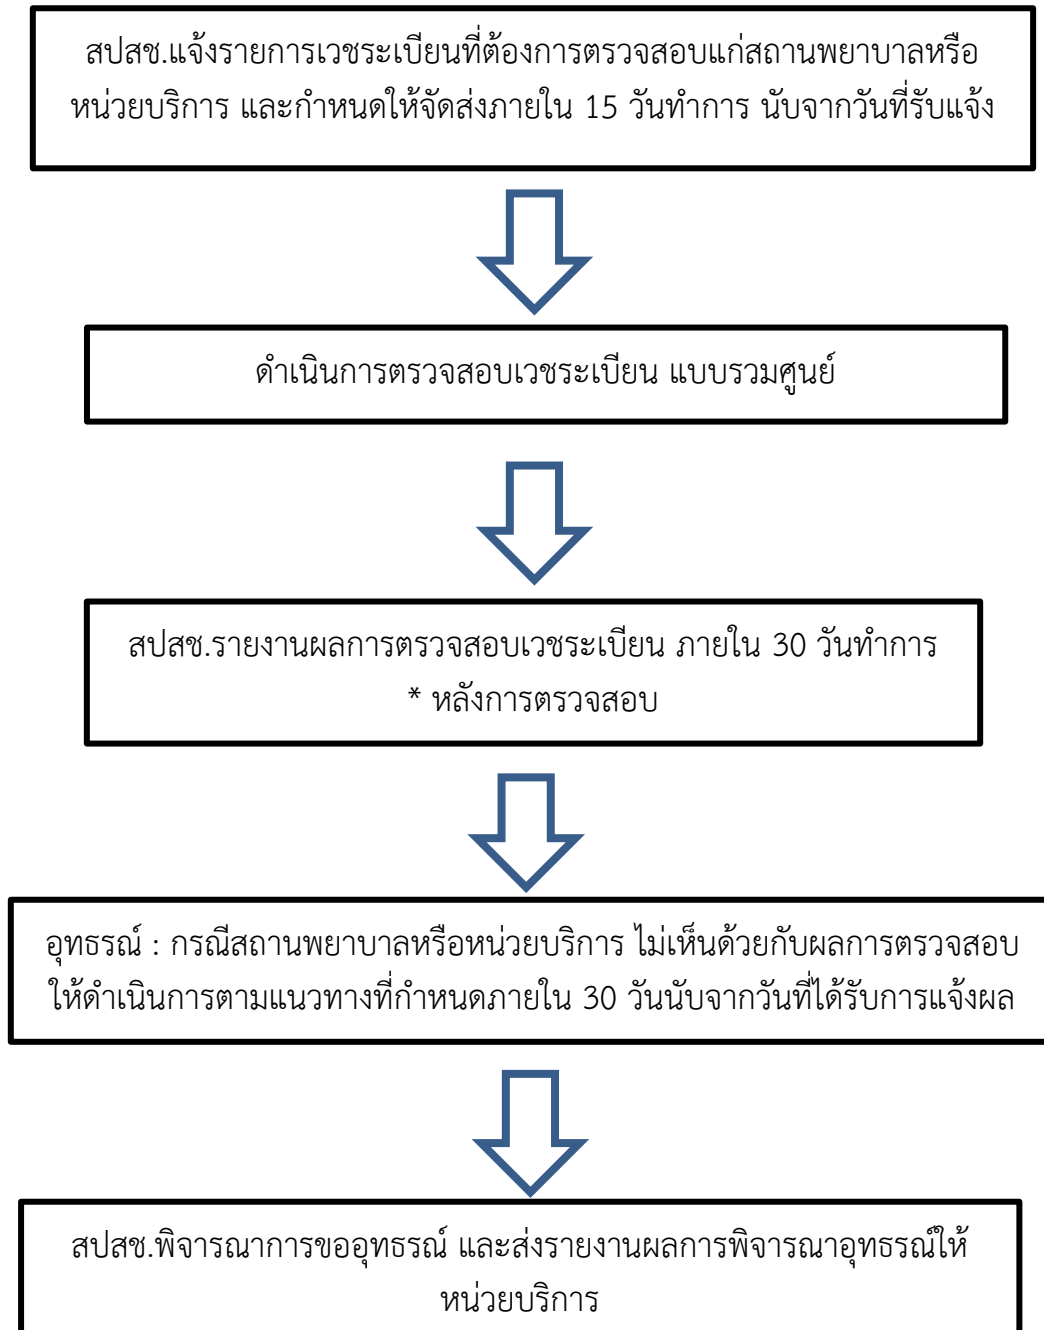 สปสช.แจ้งรายการเวชระเบียนที่ต้องการตรวจสอบแก่สถานพยาบาลหรือ
หน่วยบริการ และกำหนดให้จัดส่งภายใน 15 วันทำการ นับจากวันที่รับแจ้ง
ดำเนินการตรวจสอบเวชระเบียน แบบรวมศูนย์
สปสช.รายงานผลการตรวจสอบเวชระเบียน ภายใน 30 วันทำการ
* หลังการตรวจสอบ
อุทธรณ์ : กรณีสถานพยาบาลหรือหน่วยบริการ ไม่เห็นด้วยกับผลการตรวจสอบ
ให้ดำเนินการตามแนวทางที่กำหนดภายใน 30 วันนับจากวันที่ได้รับการแจ้งผล
สปสช.พิจารณาการขออุทธรณ์ และส่งรายงานผลการพิจารณาอุทธรณ์ให้
หน่วยบริการ